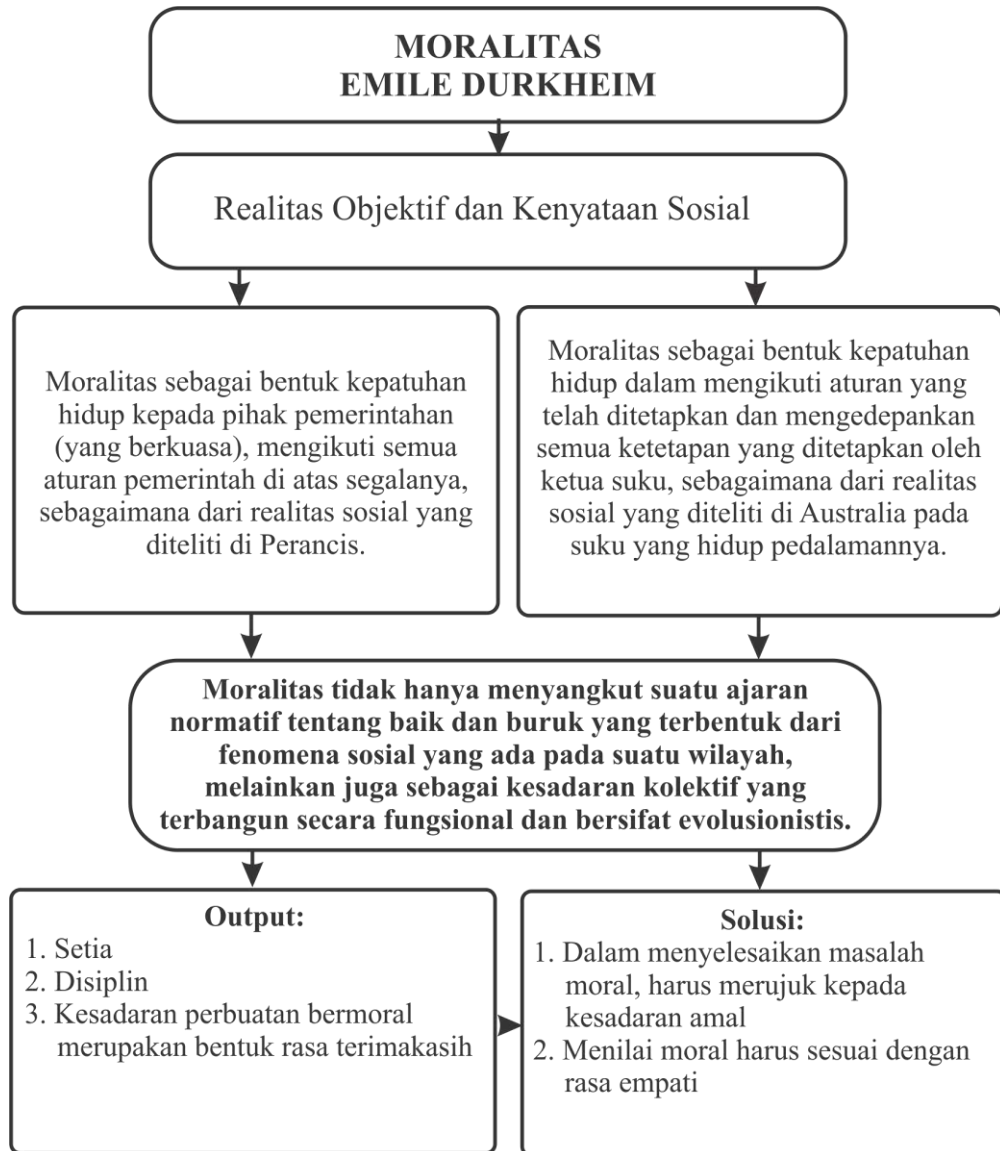 MORALITAS
EMILE DURKHEIM
Realitas Objektif dan Kenyataan Sosial
Moralitas sebagai bentuk kepatuhan
hidup kepada pihak pemerintahan
(yang berkuasa), mengikuti semua
aturan pemerintah di atas segalanya,
sebagaimana dari realitas sosial yang
diteliti di Perancis.
Moralitas sebagai bentuk kepatuhan
hidup dalam mengikuti aturan yang
telah ditetapkan dan mengedepankan
semua ketetapan yang ditetapkan oleh
ketua suku, sebagaimana dari realitas
sosial yang diteliti di Australia pada
suku yang hidup pedalamannya.
Moralitas tidak hanya menyangkut suatu ajaran
normatif tentang baik dan buruk yang terbentuk dari
fenomena sosial yang ada pada suatu wilayah,
melainkan juga sebagai kesadaran kolektif yang
terbangun secara fungsional dan bersifat evolusionistis.
Output:
1. Setia
2. Disiplin
3. Kesadaran perbuatan bermoral
merupakan bentuk rasa terimakasih
Solusi:
1. Dalam menyelesaikan masalah
moral, harus merujuk kepada
kesadaran amal
2. Menilai moral harus sesuai dengan
rasa empati